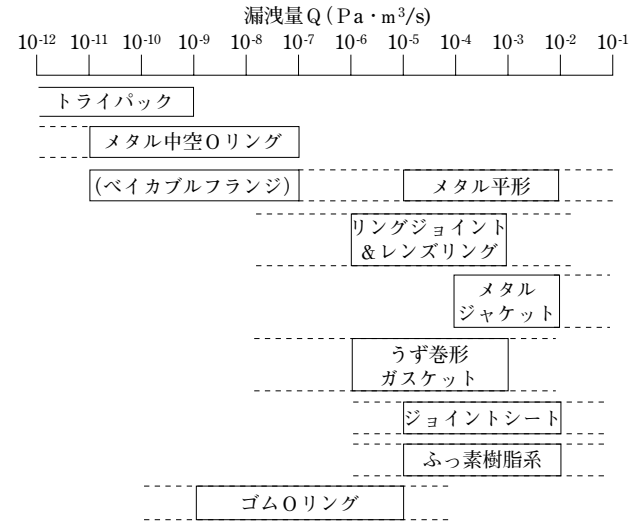 漏洩量Q(Pa・m³/s)
10⁻¹² 10⁻¹¹ 10⁻¹⁰ 10⁻⁹ 10⁻⁸ 10⁻⁷ 10⁻⁶ 10⁻⁵ 10⁻⁴ 10⁻³ 10⁻² 10⁻¹
トライパック
メタル中空Oリング
(ベイカブルフランジ) メタル平形
リングジョイント
&レンズリング
メタル
ジャケット
うず巻形
ガスケット
ジョイントシート
ふっ素樹脂系
ゴムOリング